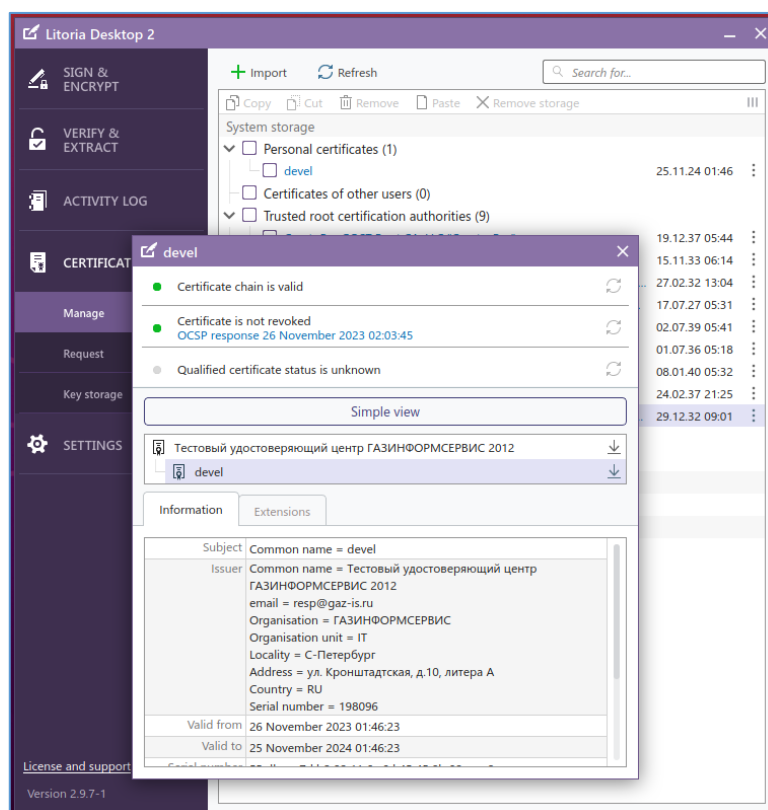 Litoria Desktop 2
SIGN &
ENCRYPT
VERIFY &
EXTRACT
ACTIVITY LOG
CERTIFICAT
Manage
Request
Key storage
SETTINGS
License and support
Version 2.9.7-1
Import
Refresh
Search for...
Copy
Cut
Remove
Paste
Remove storage
System storage
Personal certificates (1)
devel
25.11.24 01:46
Certificates of other users (0)
Trusted root certification authorities (9)
19.12.37 05:44
15.11.33 06:14
27.02.32 13:04
17.07.27 05:31
02.07.39 05:41
01.07.36 05:18
08.01.40 05:32
24.02.37 21:25
29.12.32 09:01
devel
Certificate chain is valid
Certificate is not revoked
OCSP response 26 November 2023 02:03:45
Qualified certificate status is unknown
Simple view
Тестовый удостоверяющий центр ГАЗИНФОРМСЕРВИС 2012
devel
Information
Extensions
Subject Common name = devel
Issuer Common name = Тестовый удостоверяющий центр
ГАЗИНФОРМСЕРВИС 2012
email = resp@gaz-is.ru
Organisation = ГАЗИНФОРМСЕРВИС
Organisation unit = IT
Locality = С-Петербург
Address = ул. Кронштадтская, д.10, литера А
Country = RU
Serial number = 198096
Valid from 26 November 2023 01:46:23
Valid to 25 November 2024 01:46:23
Serial number